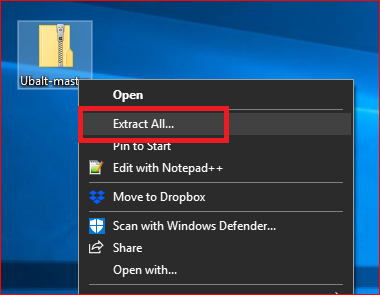 Ubalt-mast...
Open
Extract All...
Pin to Start
Edit with Notepad++
Move to Dropbox
Scan with Windows Defender...
Share
Open with...